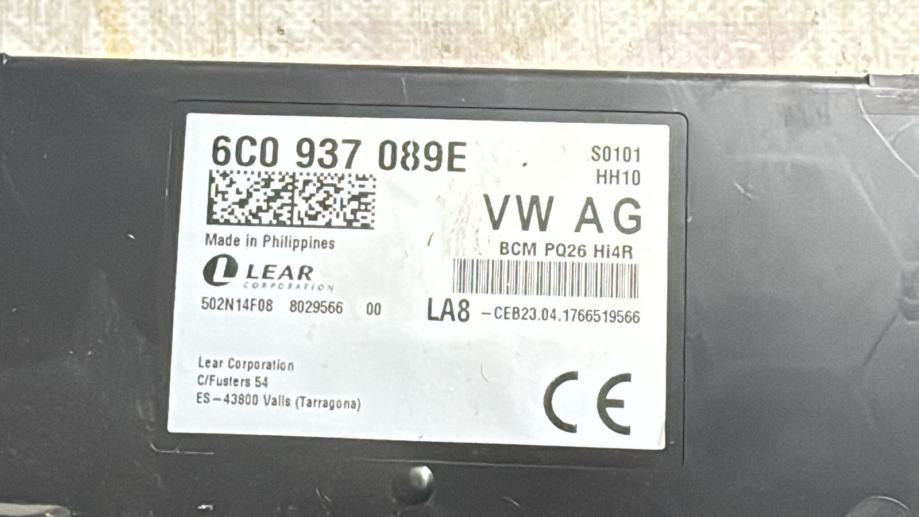 6C0 937 089E
S0101
HH10
VW AG
BCM PQ26 Hi4R
Made in Philippines
LEAR
CORPORATION
502N14F08 8029566 00
LA8 -CEB23.04.1766519566
Lear Corporation
C/Fusters 54
ES-43800 Valls (Tarragona)
CE